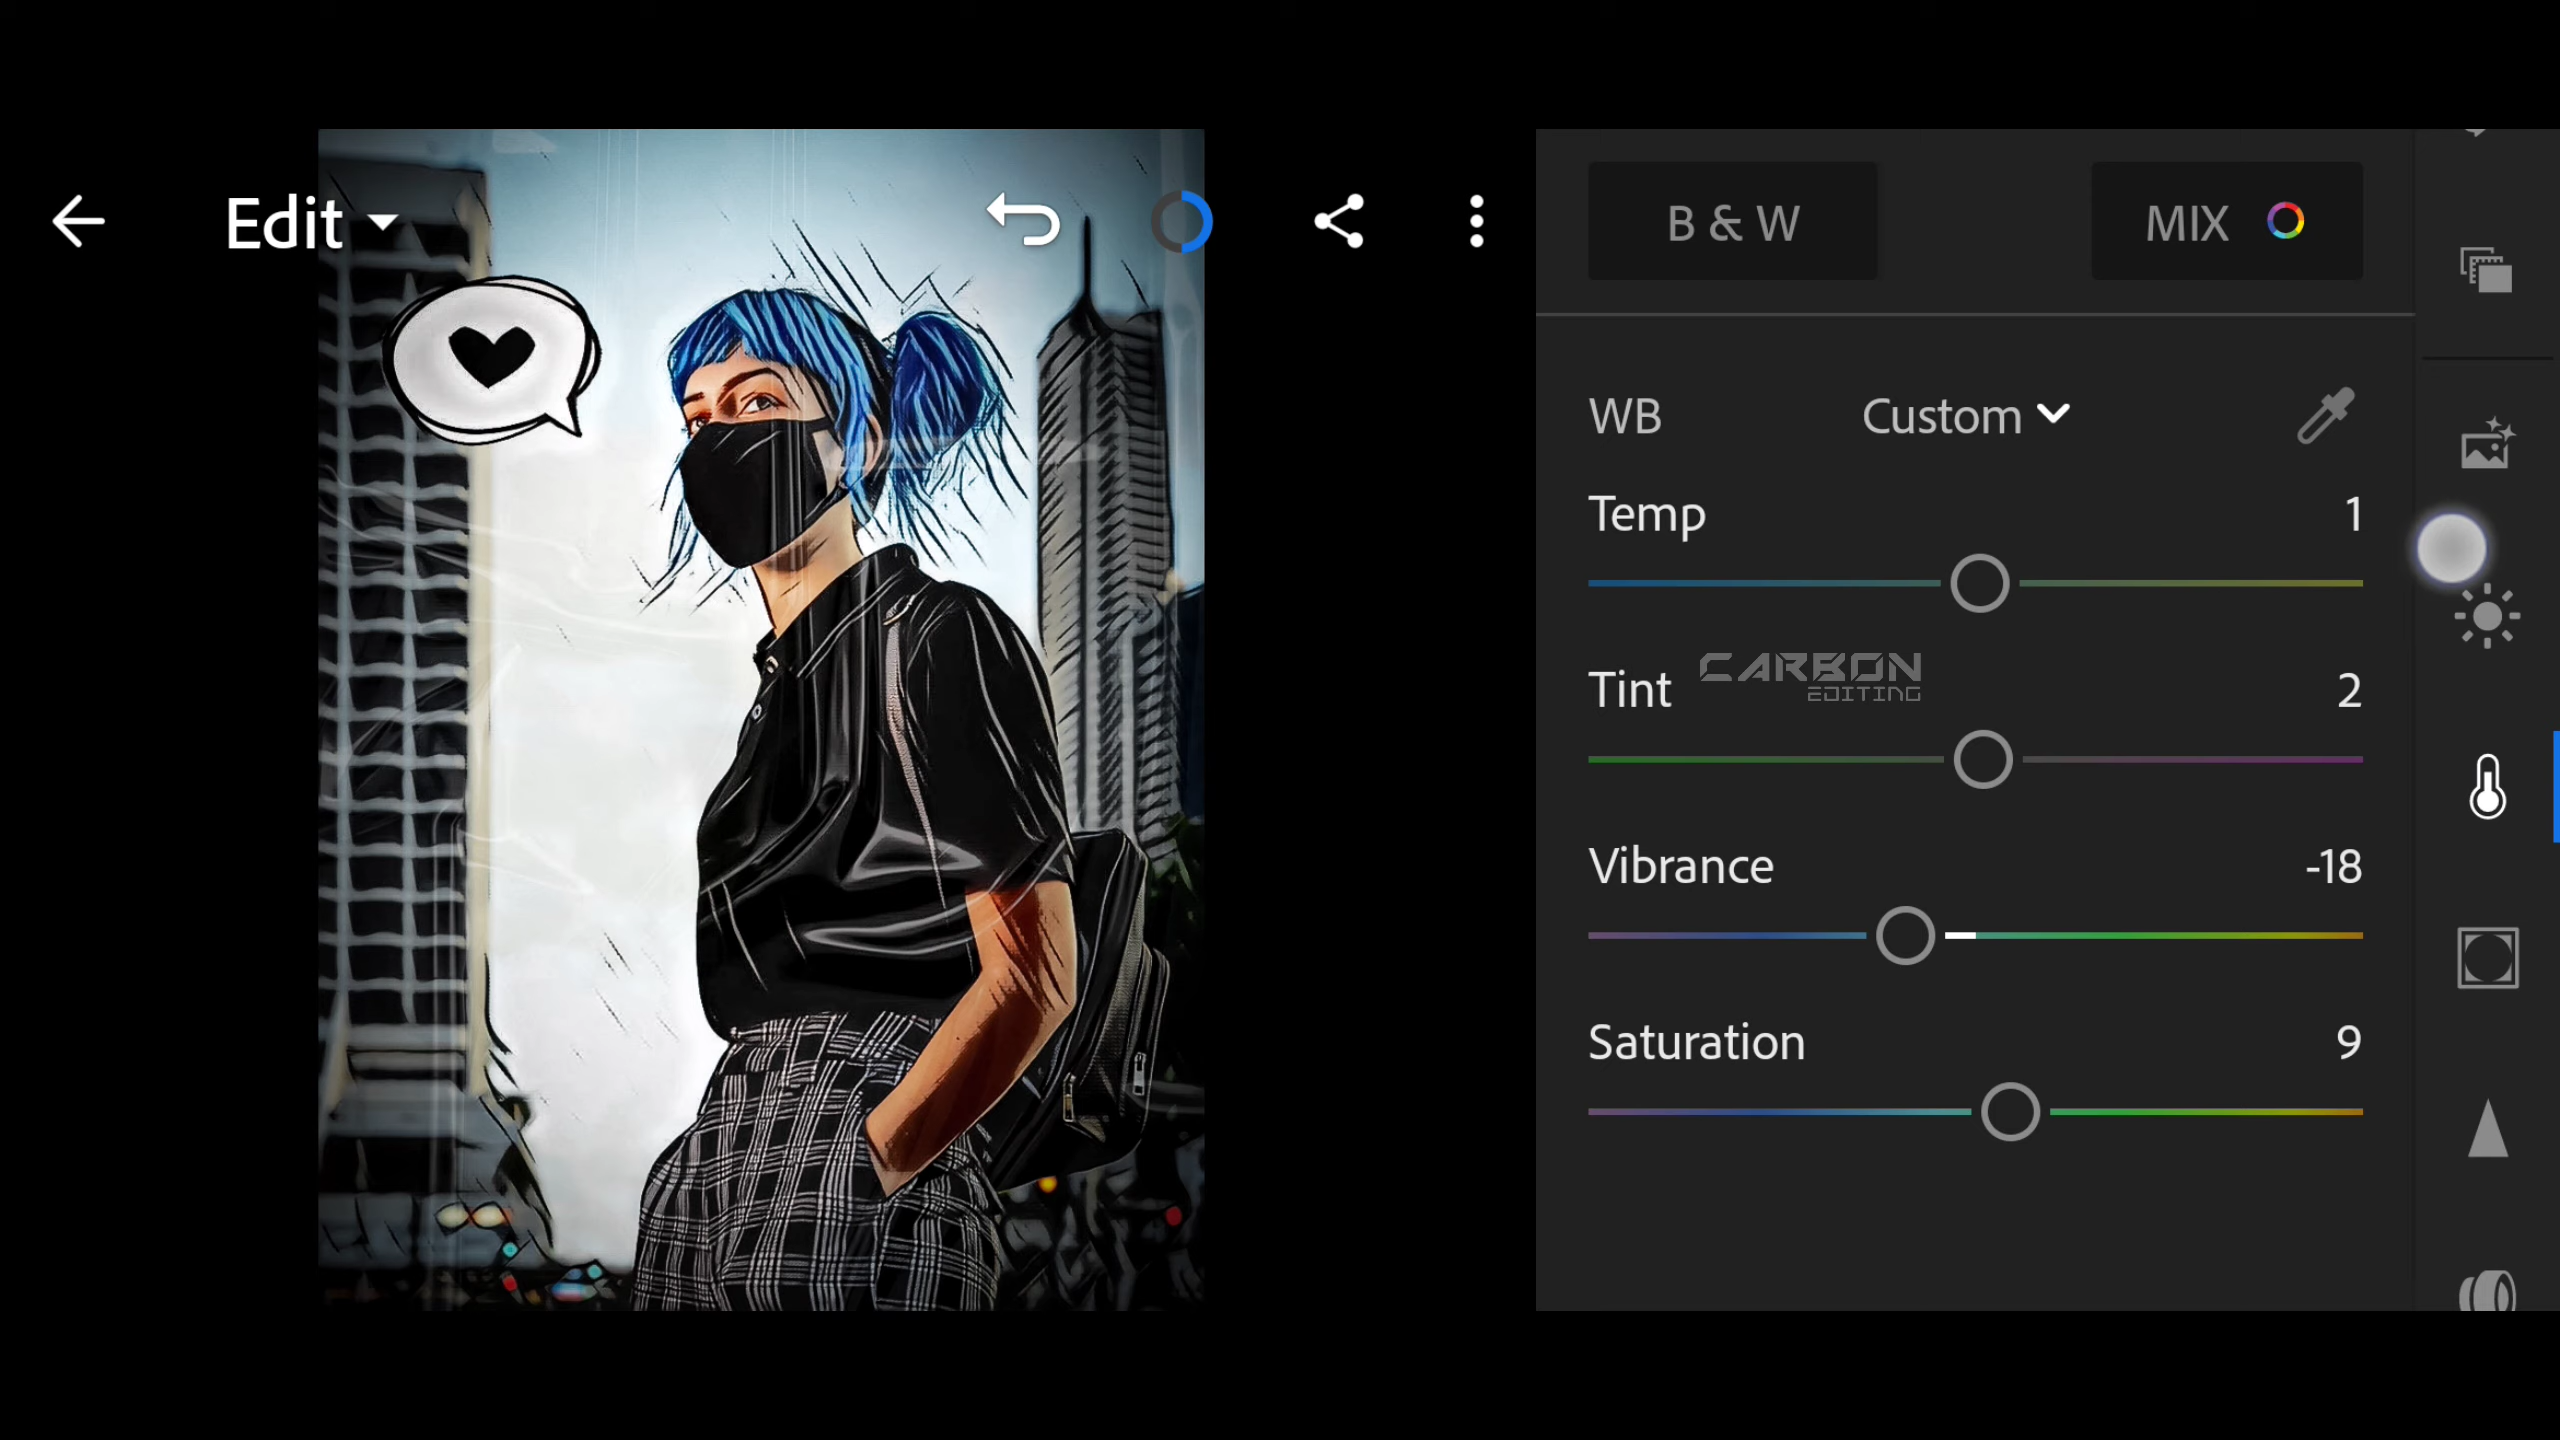 Edit
B & W
MIX
WB
Custom
Temp
1
Tint
2
CARBON
EDITING
Vibrance
-18
Saturation
9